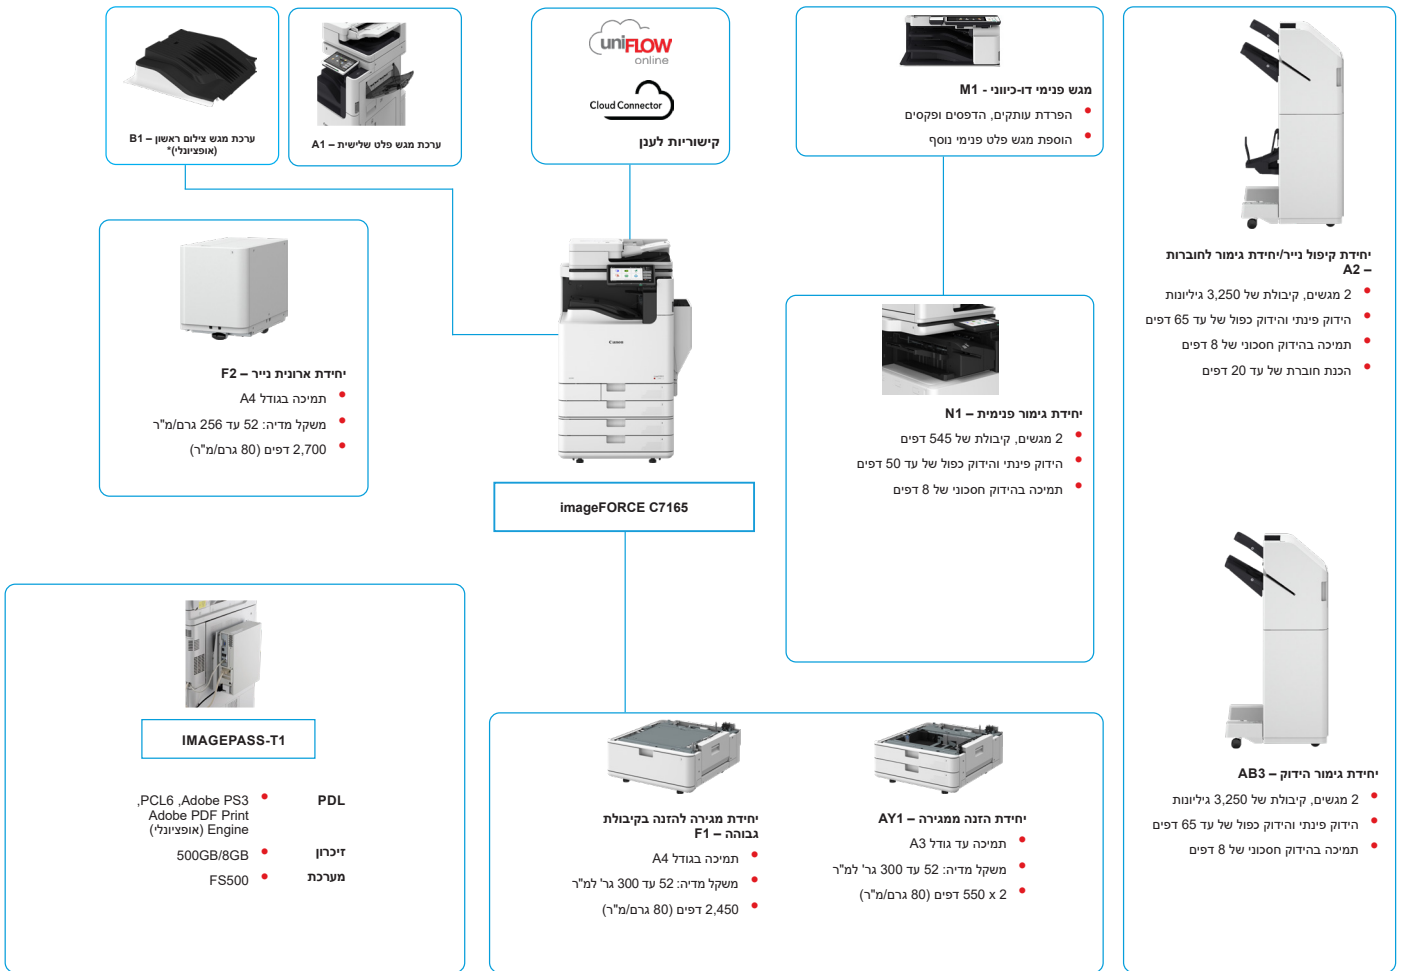 יחידת קיפול נייר/יחידת גימור לחוברות
– A2
2 מגשים, קיבולת של 3,250 גיליונות
הידוק פינתי והידוק כפול של עד 65 דפים
תמיכה בהידוק חסכוני של 8 דפים
הכנת חוברת של עד 20 דפים
יחידת גימור הידוק – AB3
2 מגשים, קיבולת של 3,250 גיליונות
הידוק פינתי והידוק כפול של עד 65 דפים
תמיכה בהידוק חסכוני של 8 דפים
מגש פנימי דו-כיווני - M1
הפרדת עותקים, הדפסים ופקסים
הוספת מגש פלט פנימי נוסף
יחידת גימור פנימית – N1
2 מגשים, קיבולת של 545 דפים
הידוק פינתי והידוק כפול של עד 50 דפים
תמיכה בהידוק חסכוני של 8 דפים
uniFLOW
online
Cloud Connector
קישוריות לענן
ערכת מגש פלט שלישית – A1
ערכת מגש צילום ראשון – B1
(אופציונלי)*
Canon
imageFORCE C7165
יחידת ארונית נייר – F2
תמיכה בגודל A4
משקל מדיה: 52 עד 256 גרם/מ"ר
2,700 דפים (80 גרם/מ"ר)
יחידת הזנה ממגירה – AY1
תמיכה עד גודל A3
משקל מדיה: 52 עד 300 גר' למ"ר
2 x 550 דפים (80 גרם/מ"ר)
יחידת מגירה להזנה בקיבולת
גבוהה – F1
תמיכה בגודל A4
משקל מדיה: 52 עד 300 גר' למ"ר
2,450 דפים (80 גרם/מ"ר)
IMAGEPASS-T1
PDL
PCL6 ,Adobe PS3,
Adobe PDF Print
Engine (אופציונלי)
זיכרון
500GB/8GB
מערכת
FS500